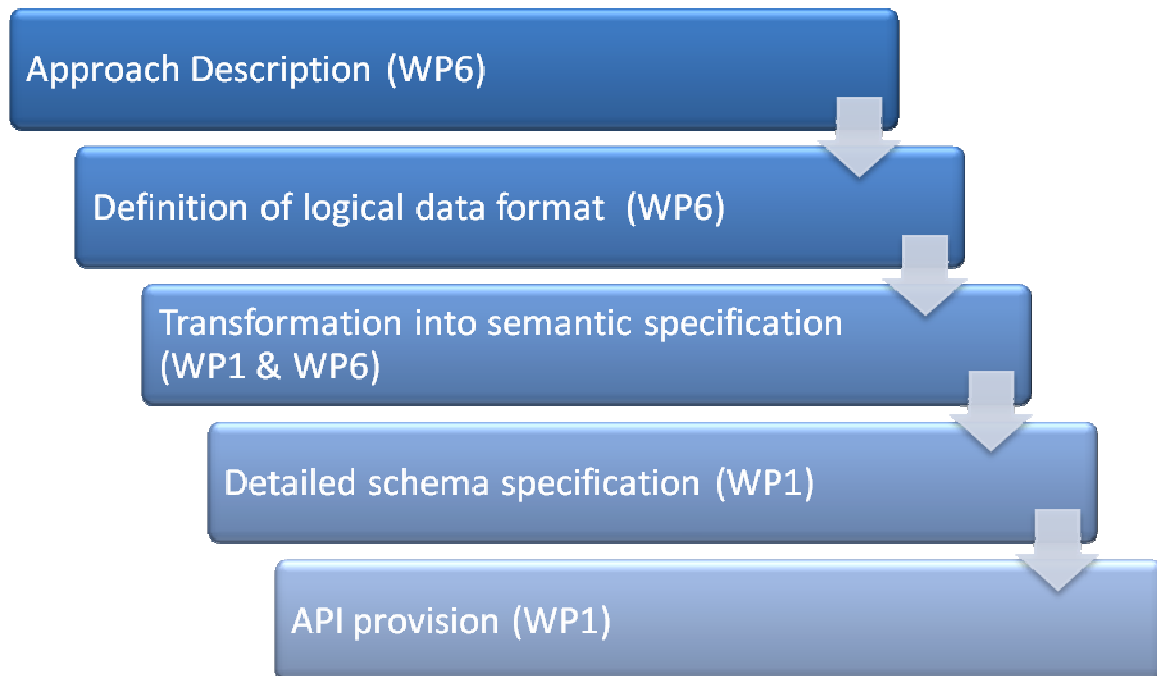 Approach Description (WP6)
Definition of logical data format (WP6)
Transformation into semantic specification
(WP1 & WP6)
Detailed schema specification (WP1)
API provision (WP1)